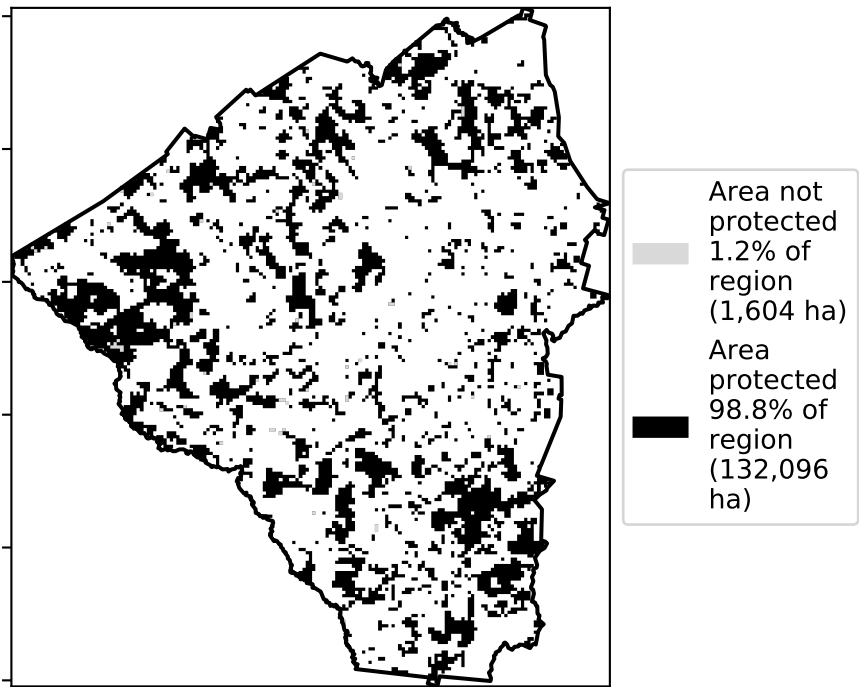 Area not
protected
1.2% of
region
(1,604 ha)
Area
protected
98.8% of
region
(132,096
ha)